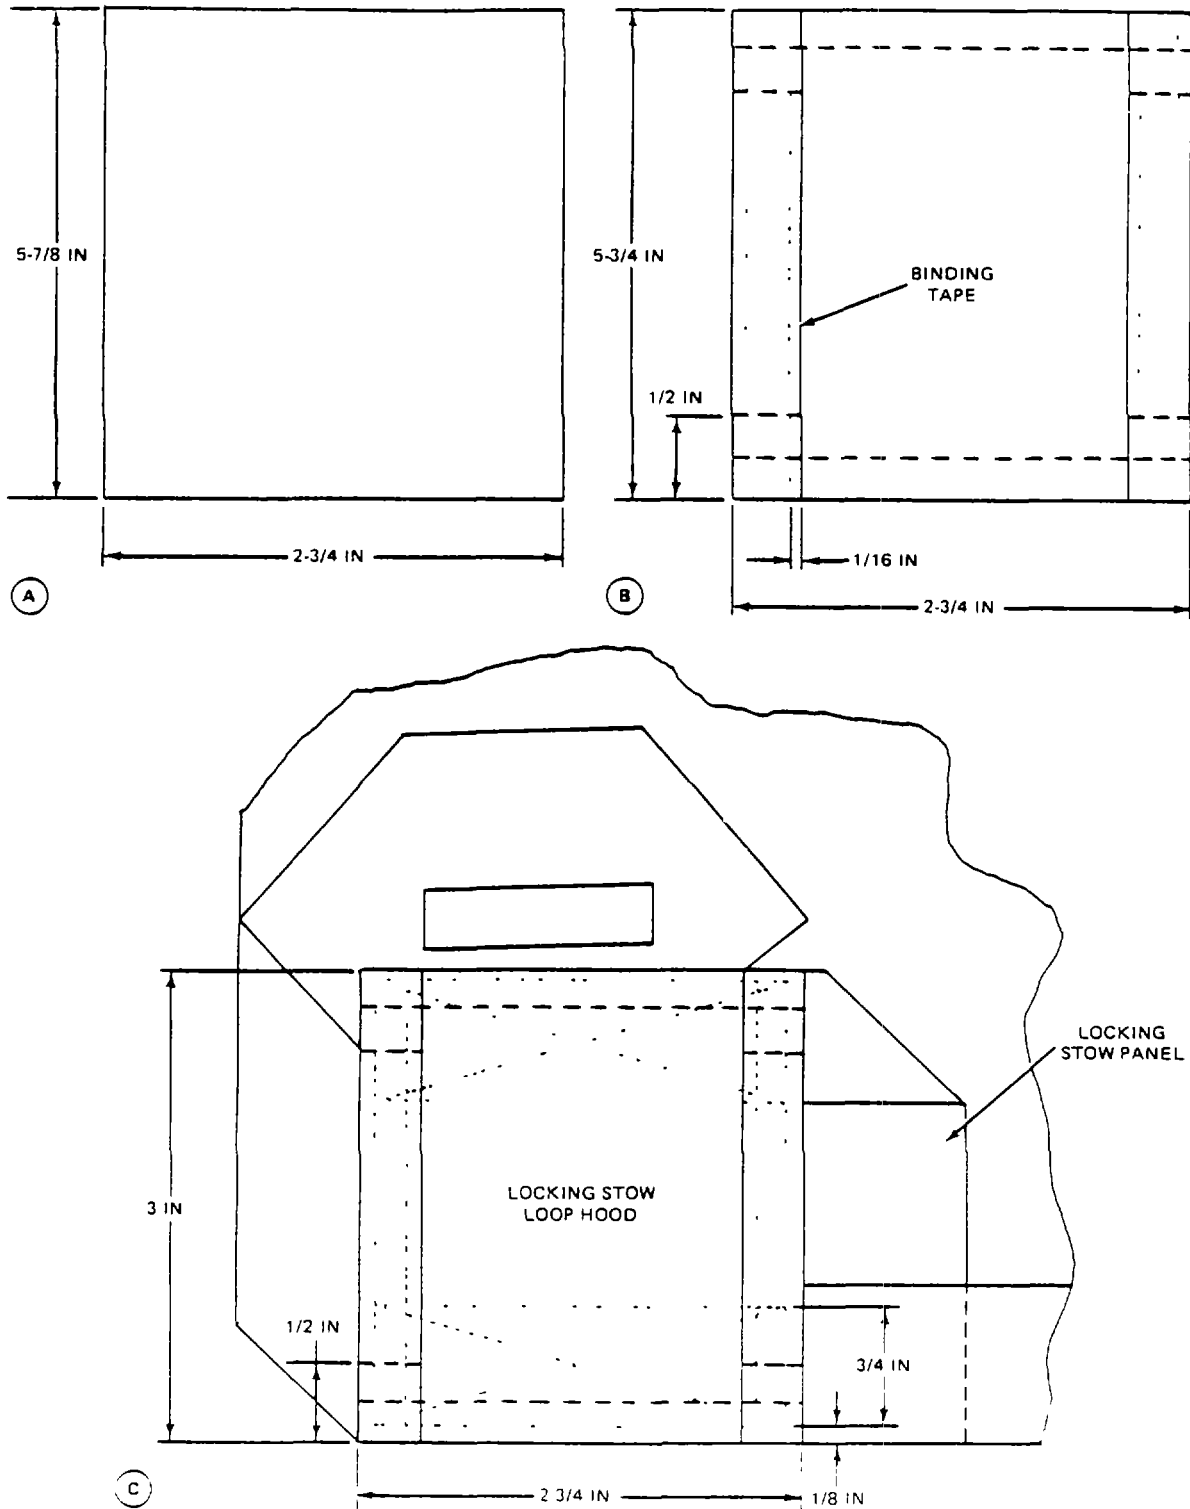 5-7/8 IN
2-3/4 IN
A
5-3/4 IN
BINDING
TAPE
1/2 IN
1/16 IN
2-3/4 IN
B
LOCKING
STOW PANEL
3 IN
LOCKING STOW
LOOP HOOD
1/2 IN
3/4 IN
2 3/4 IN
1/8 IN
C